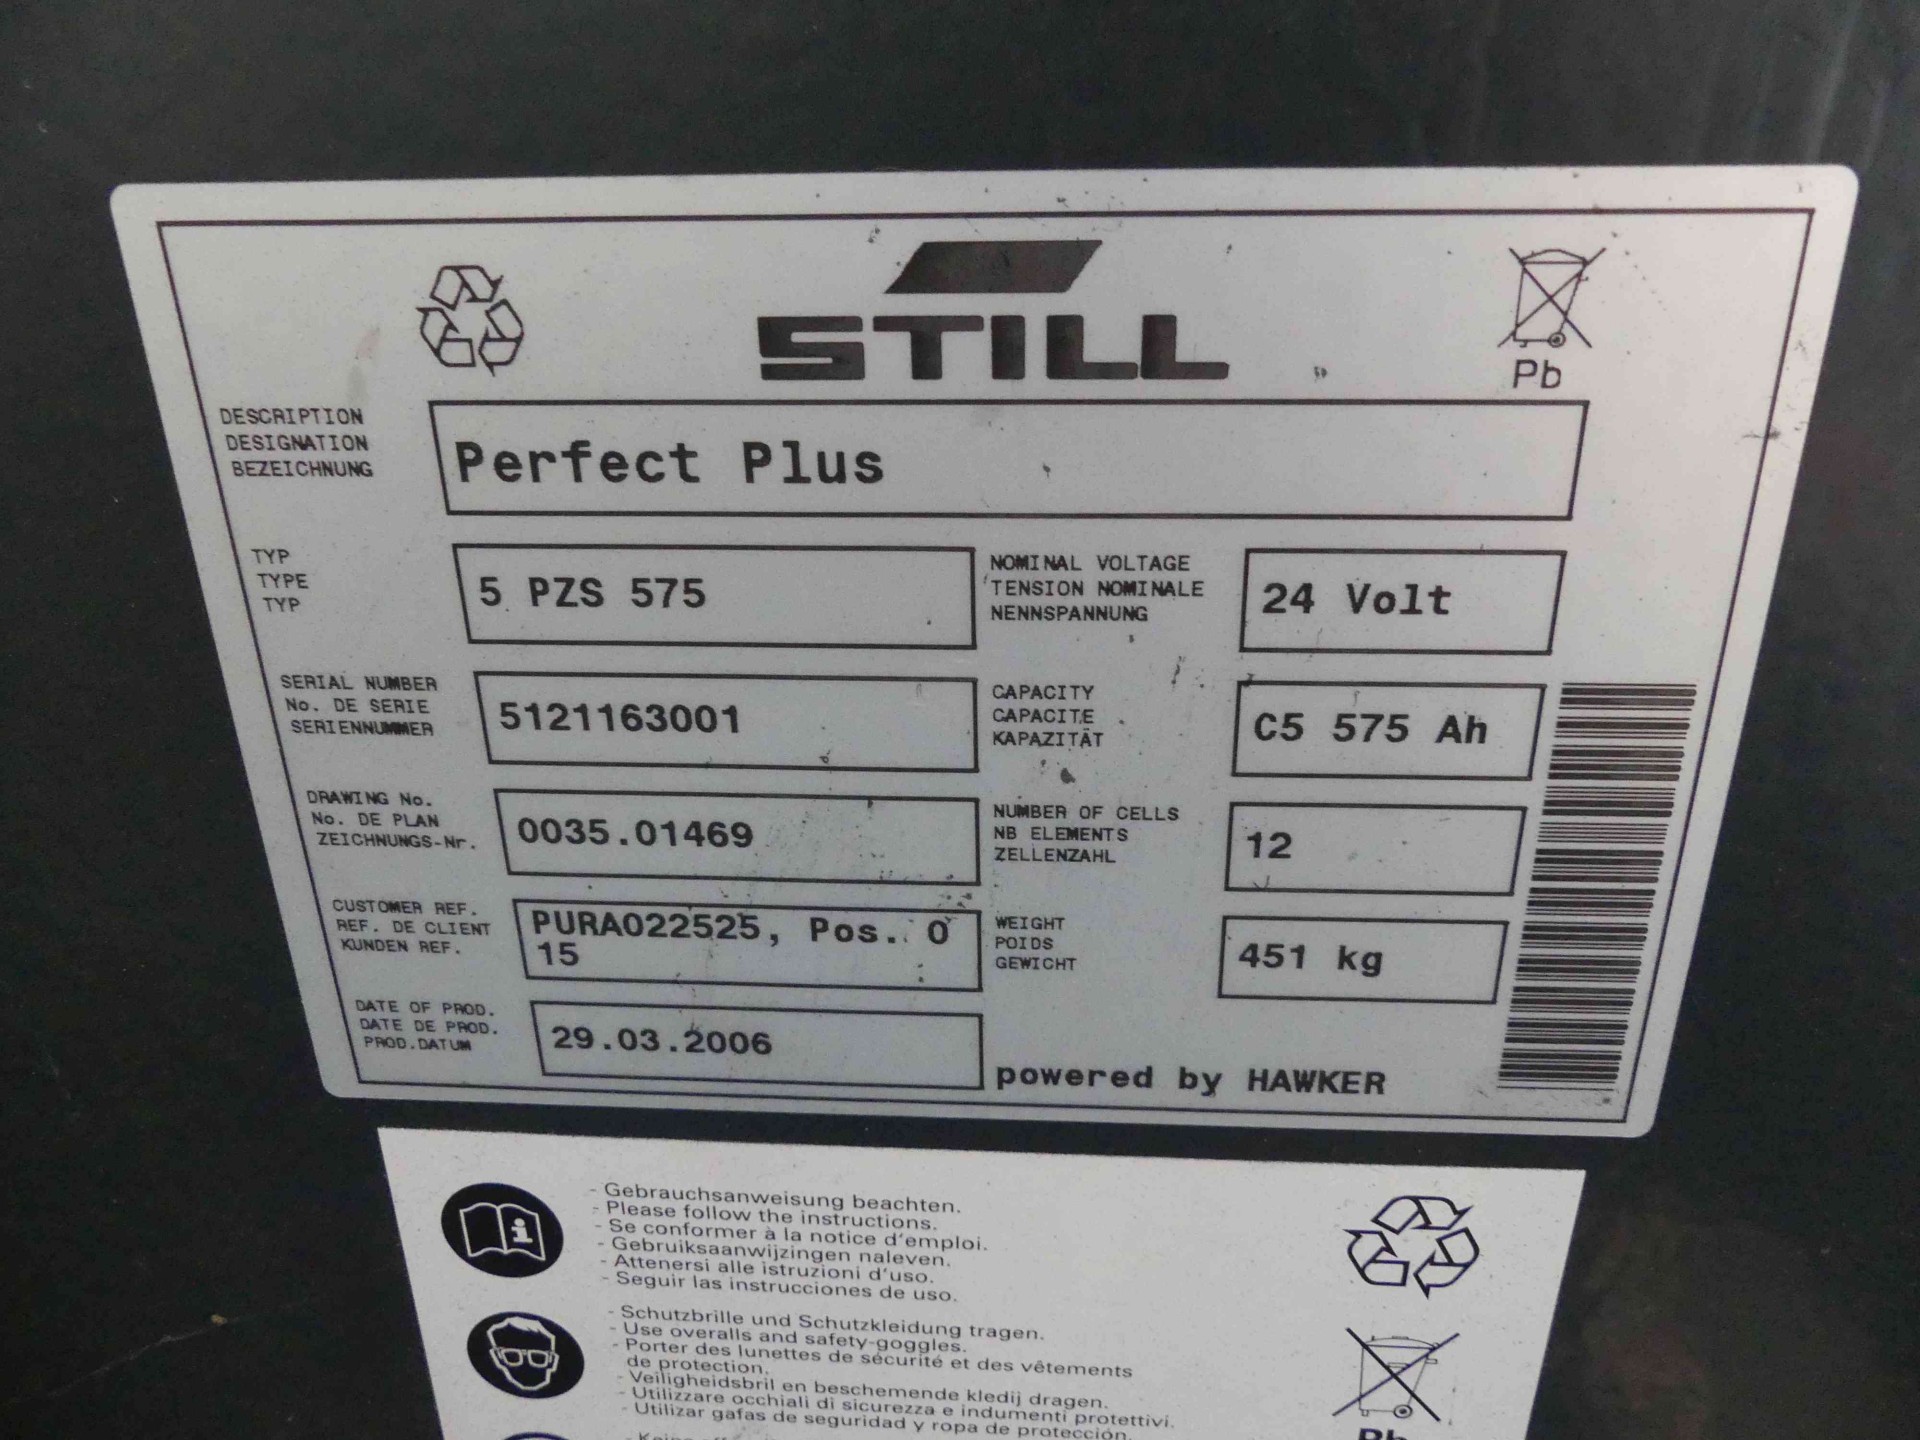 STILL
Pb
DESCRIPTION
DESIGNATION
BEZEICHNUNG
Perfect Plus
TYP
TYPE
TYP
5 PZS 575
NOMINAL VOLTAGE
TENSION NOMINALE
NENNSPANNUNG
24 Volt
SERIAL NUMBER
No. DE SERIE
SERIENNUMMER
5121163001
CAPACITY
CAPACITE
KAPAZITÄT
C5 575 Ah
DRAWING No.
No. DE PLAN
ZEICHNUNGS-Nr.
0035.01469
NUMBER OF CELLS
NB ELEMENTS
ZELLENZAHL
12
CUSTOMER REF.
REF. DE CLIENT
KUNDEN REF.
PURA022525, Pos. 0
15
WEIGHT
POIDS
GEWICHT
451 kg
DATE OF PROD.
DATE DE PROD.
PROD.DATUM
29.03.2006
powered by HAWKER
- Gebrauchsanweisung beachten.
- Please follow the instructions.
- Se conformer à la notice d'emploi.
- Gebruiksaanwijzingen naleven.
- Attenersi alle istruzioni d'uso.
- Seguir las instrucciones de uso.
- Schutzbrille und Schutzkleidung tragen.
- Use overalls and safety-goggles.
- Porter des lunettes de sécurité et des vêtements
de protection.
- Veiligheidsbril en beschemende kledij dragen.
- Utilizzare occhiali di sicurezza e indumenti protettivi.
- Utilizar gafas de seguridad y ropa de protección.
Pb